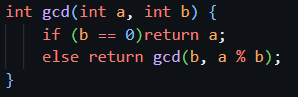 int gcd(int a, int b) {
    if (b == 0)return a;
    else return gcd(b, a % b);
}